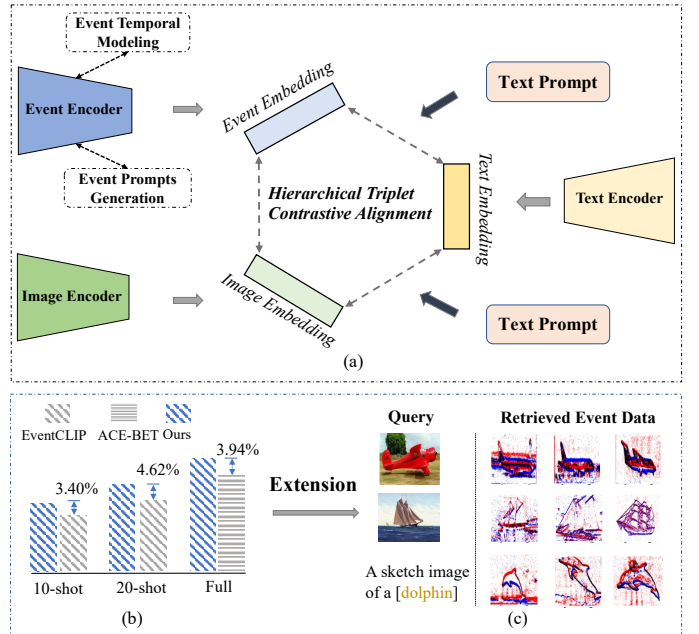 Event Temporal
Modeling
Event Encoder
Event Prompts
Generation
Image Encoder
Event Embedding
Hierarchical Triplet
Contrastive Alignment
Image Embedding
Text Prompt
Text Embedding
Text Encoder
Text Prompt
(a)
EventCLIP ACE-BET Ours
3.40%
4.62%
3.94%
10-shot 20-shot Full
(b)
Extension
Query
A sketch image
of a [dolphin]
Retrieved Event Data
(c)